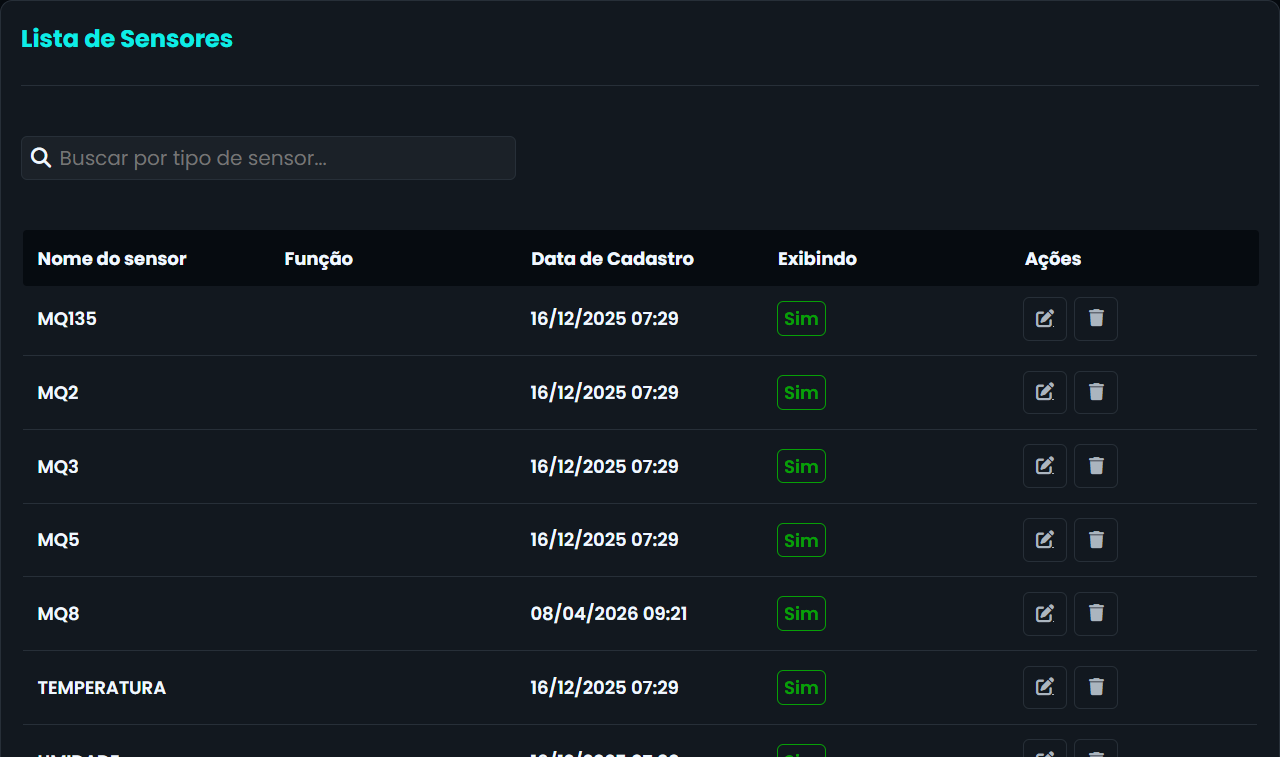 Lista de Sensores
Buscar por tipo de sensor...
Nome do sensor Função Data de Cadastro Exibindo Ações
MQ135 16/12/2025 07:29 Sim
MQ2 16/12/2025 07:29 Sim
MQ3 16/12/2025 07:29 Sim
MQ5 16/12/2025 07:29 Sim
MQ8 08/04/2026 09:21 Sim
TEMPERATURA 16/12/2025 07:29 Sim